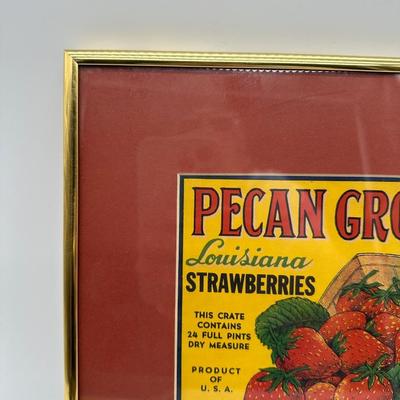 PECAN GRO
Louisiana
STRAWBERRIES
THIS CRATE
CONTAINS
24 FULL PINTS
DRY MEASURE
PRODUCT
OF
U. S. A.